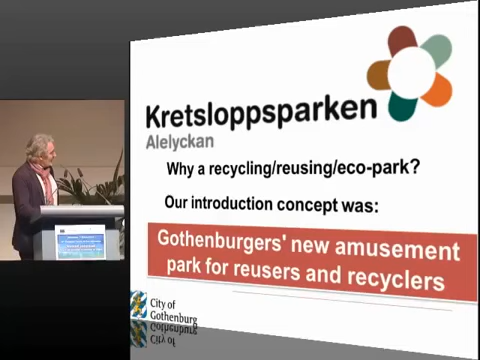 Kretsloppsparken
Alelyckan
Why a recycling/reusing/eco-park?
Our introduction concept was:
Gothenburgers' new amusement
park for reusers and recyclers
City of
Gothenburg